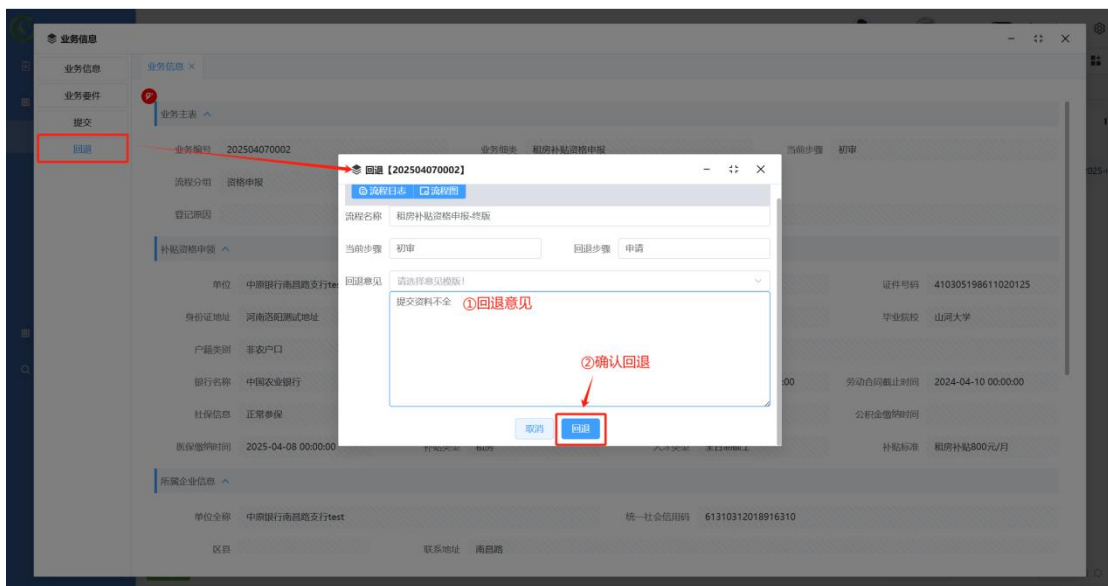 业务信息
业务信息
业务信息 ×
业务要件
提交
回退
业务主表
业务编号 202504070002 业务细类 租房补贴资格申报 当前步骤 初审
流程分组 资格申报
登记原因
补贴资格申领
单位 中原银行南昌路支行te
证件号码 410305198611020125
身份证地址 河南洛阳测试地址
毕业院校 山河大学
户籍类别 非农户口
银行名称 中国农业银行
:00 劳动合同截止时间 2024-04-10 00:00:00
社保信息 正常参保
公积金缴纳时间
医保缴纳时间 2025-04-08 00:00:00
补贴标准 租房补贴800元/月
所属企业信息
单位全称 中原银行南昌路支行test 统一社会信用码 61310312018916310
区县 联系地址 南昌路
回退【202504070002】
流程日志 流程图
流程名称 租房补贴资格申报-终版
当前步骤 初审 回退步骤 申请
回退意见 请选择意见模版!
提交资料不全 ①回退意见
②确认回退
取消 回退